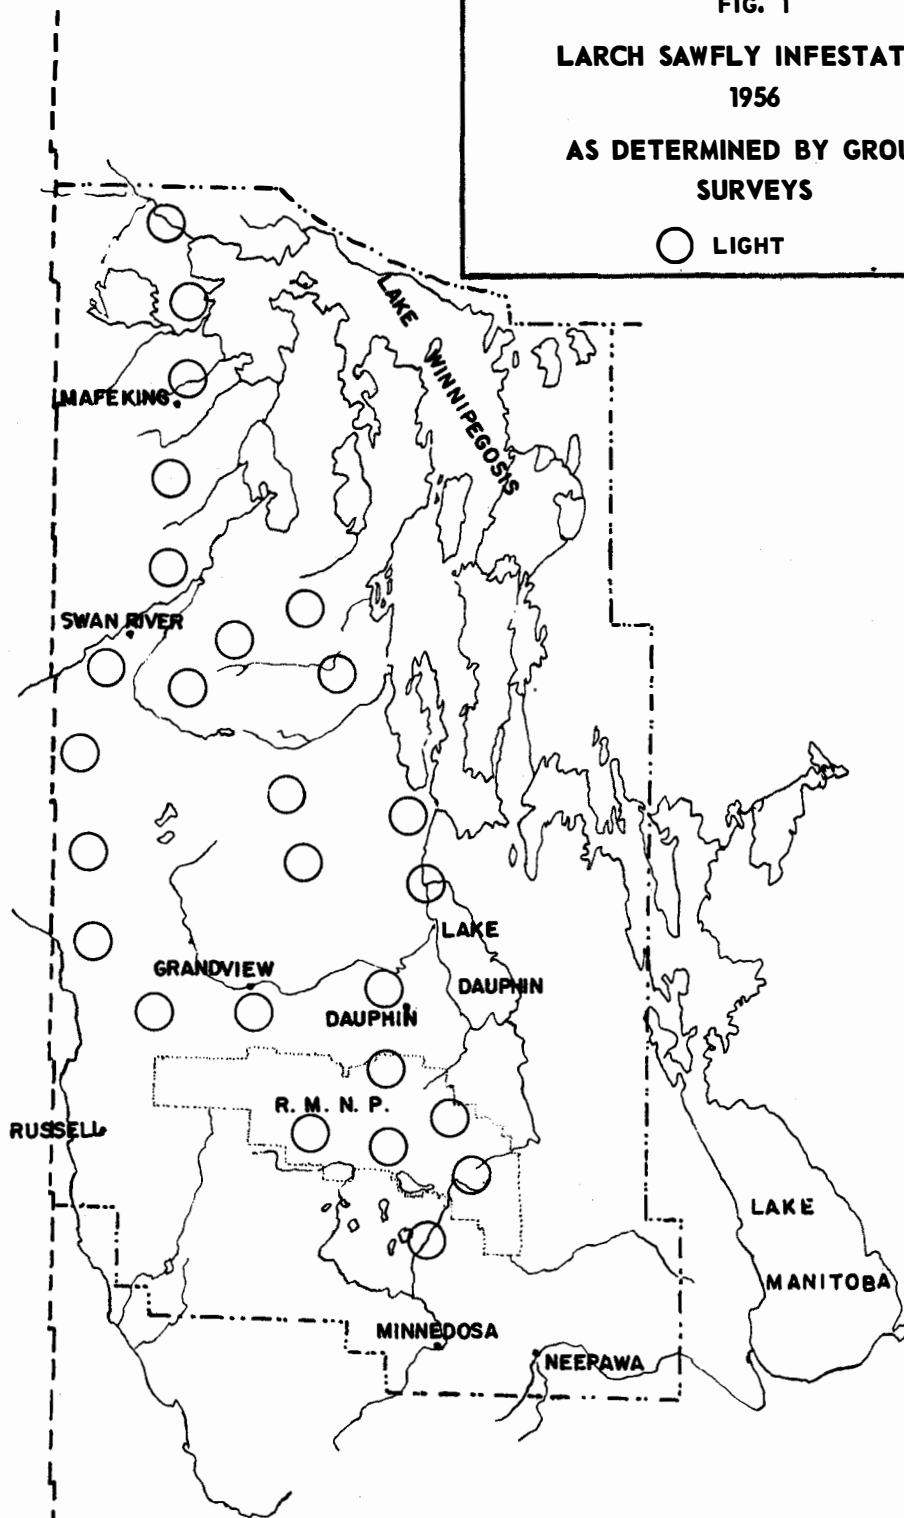 FIG. 1
LARCH SAWFLY INFESTAT
1956
AS DETERMINED BY GROU
SURVEYS
LIGHT
LAKE
WINNIPEGOSIS
MAFEKING
SWAN RIVER
LAKE
DAUPHIN
GRANDVIEW
DAUPHIN
R. M. N. P.
RUSSELL
LAKE
MANITOBA
MINNEDOSA
NEEPAWA